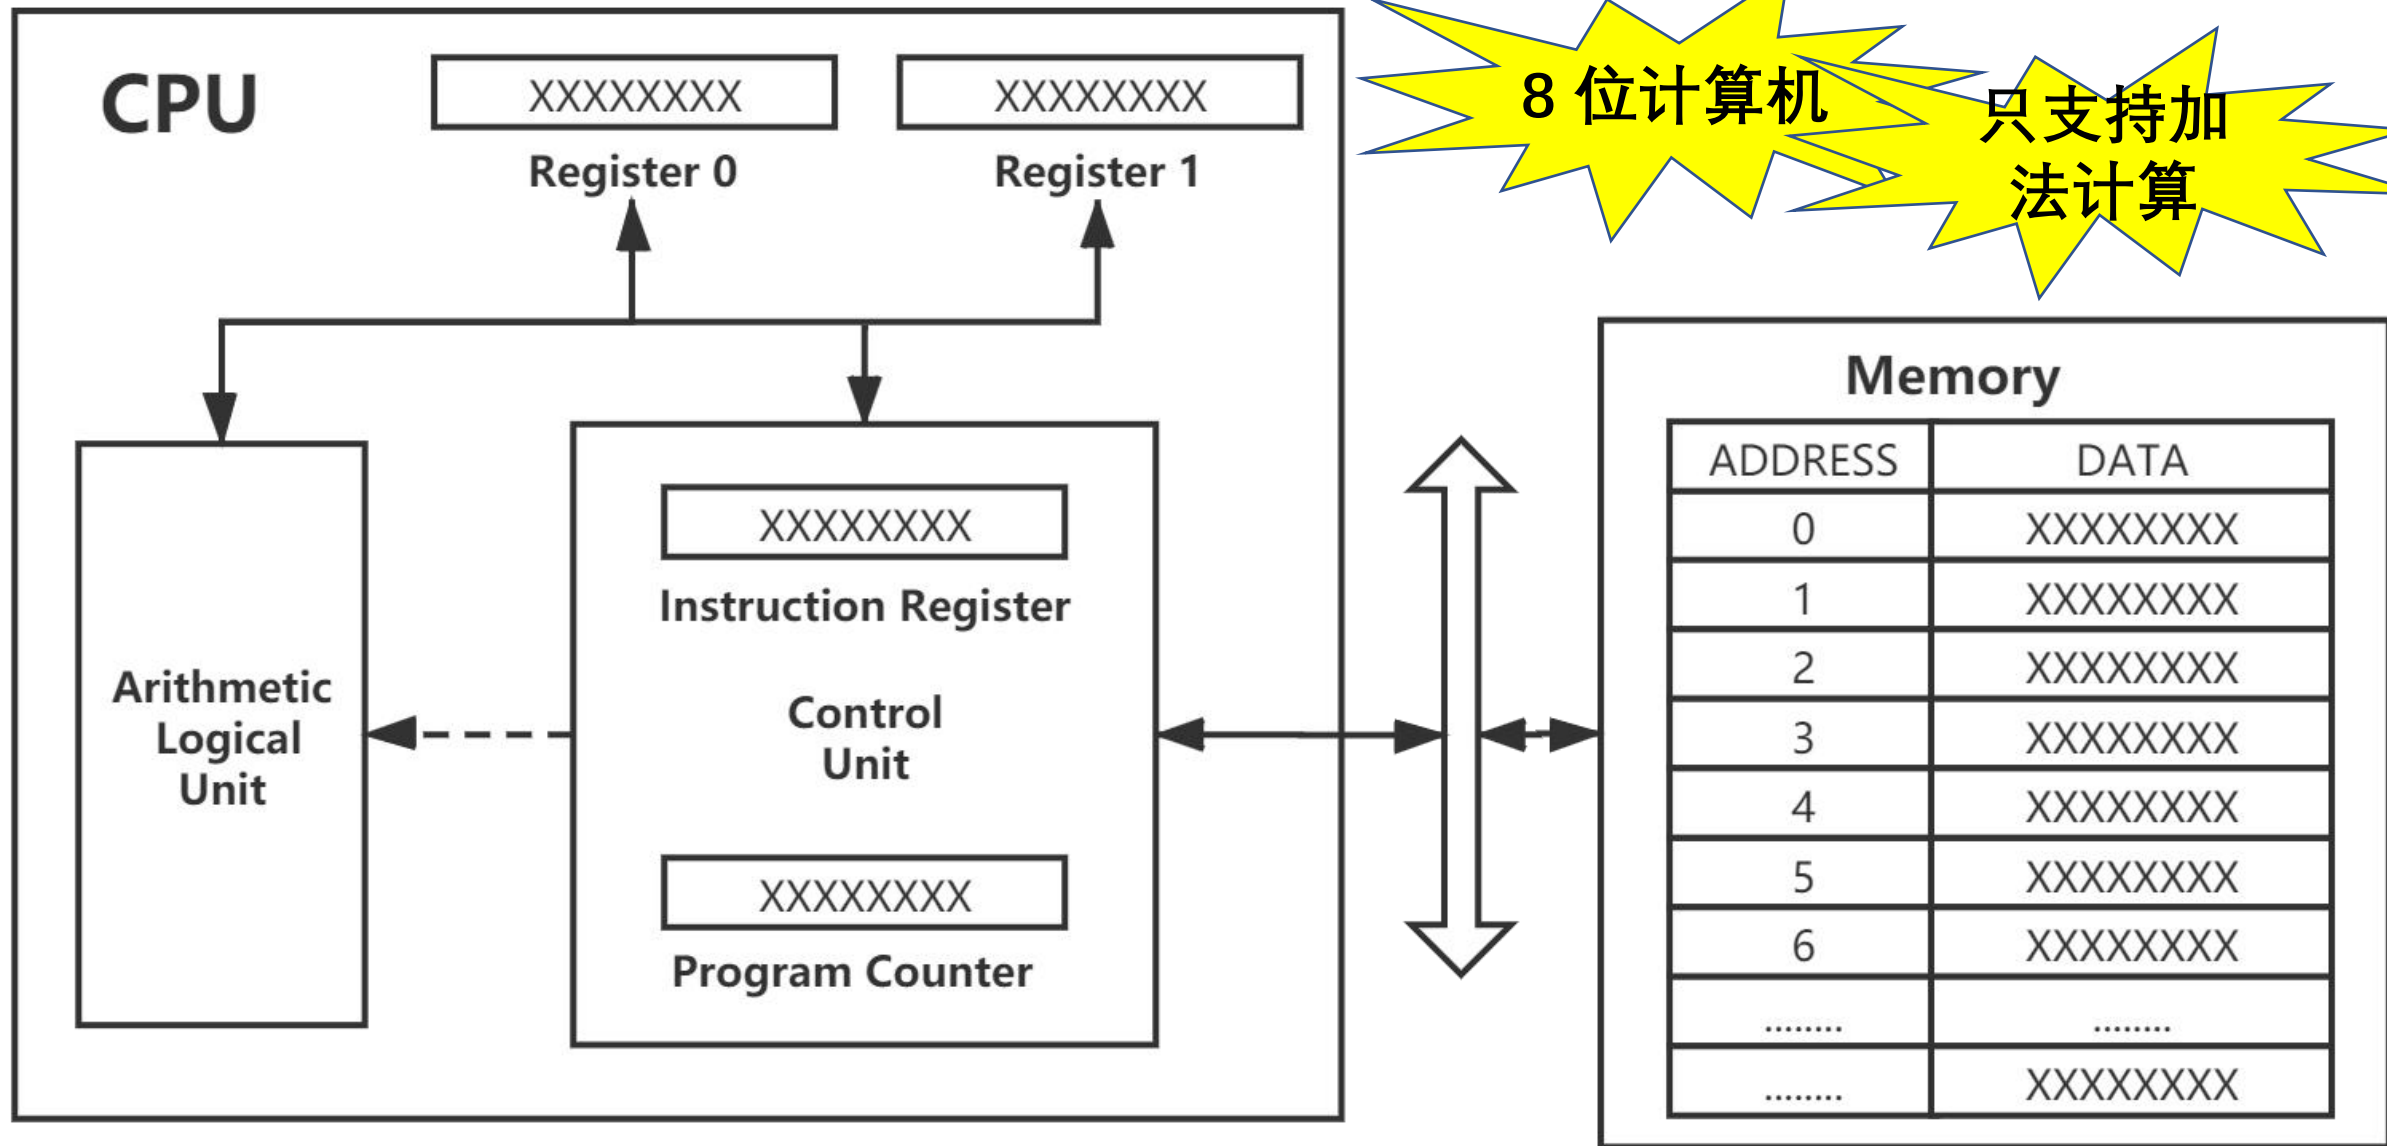 CPU
XXXXXXXX
Register 0
XXXXXXXX
Register 1
8 位计算机
只支持加
法计算
Arithmetic
Logical
Unit
XXXXXXXX
Instruction Register
Control
Unit
XXXXXXXX
Program Counter
Memory
ADDRESS DATA
0 XXXXXXXX
1 XXXXXXXX
2 XXXXXXXX
3 XXXXXXXX
4 XXXXXXXX
5 XXXXXXXX
6 XXXXXXXX
........ ........
........ XXXXXXXX